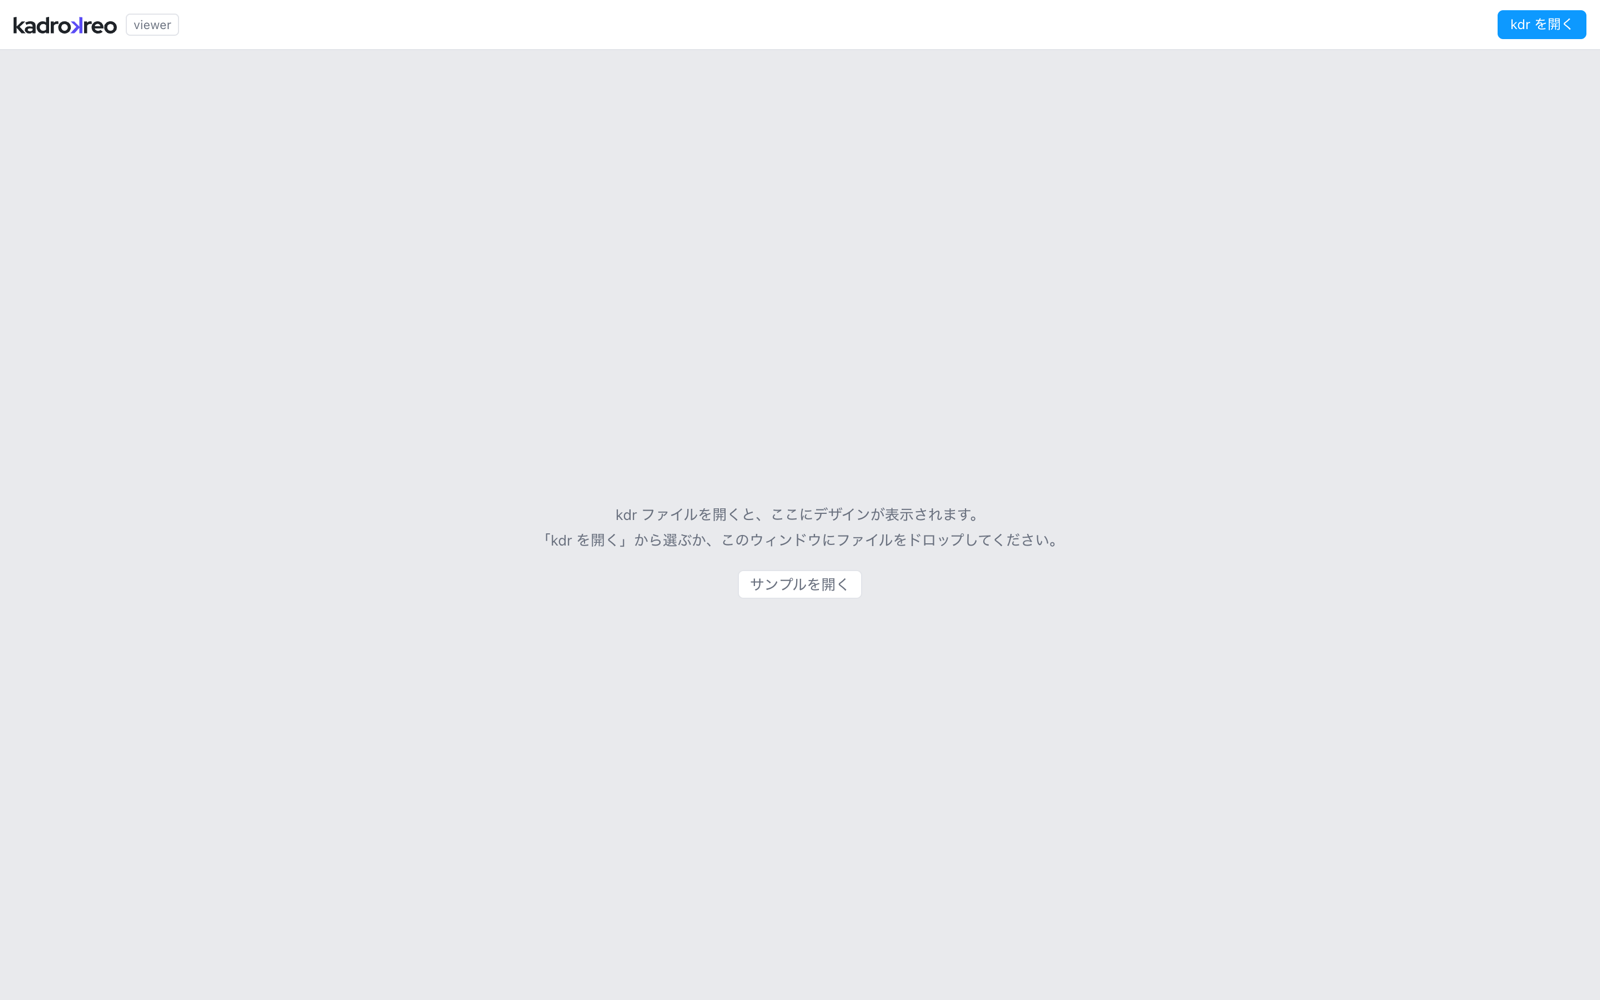 kadrokreo
viewer
kdr を開く
kdr ファイルを開くと、ここにデザインが表示されます。
「kdr を開く」から選ぶか、このウィンドウにファイルをドロップしてください。
サンプルを開く